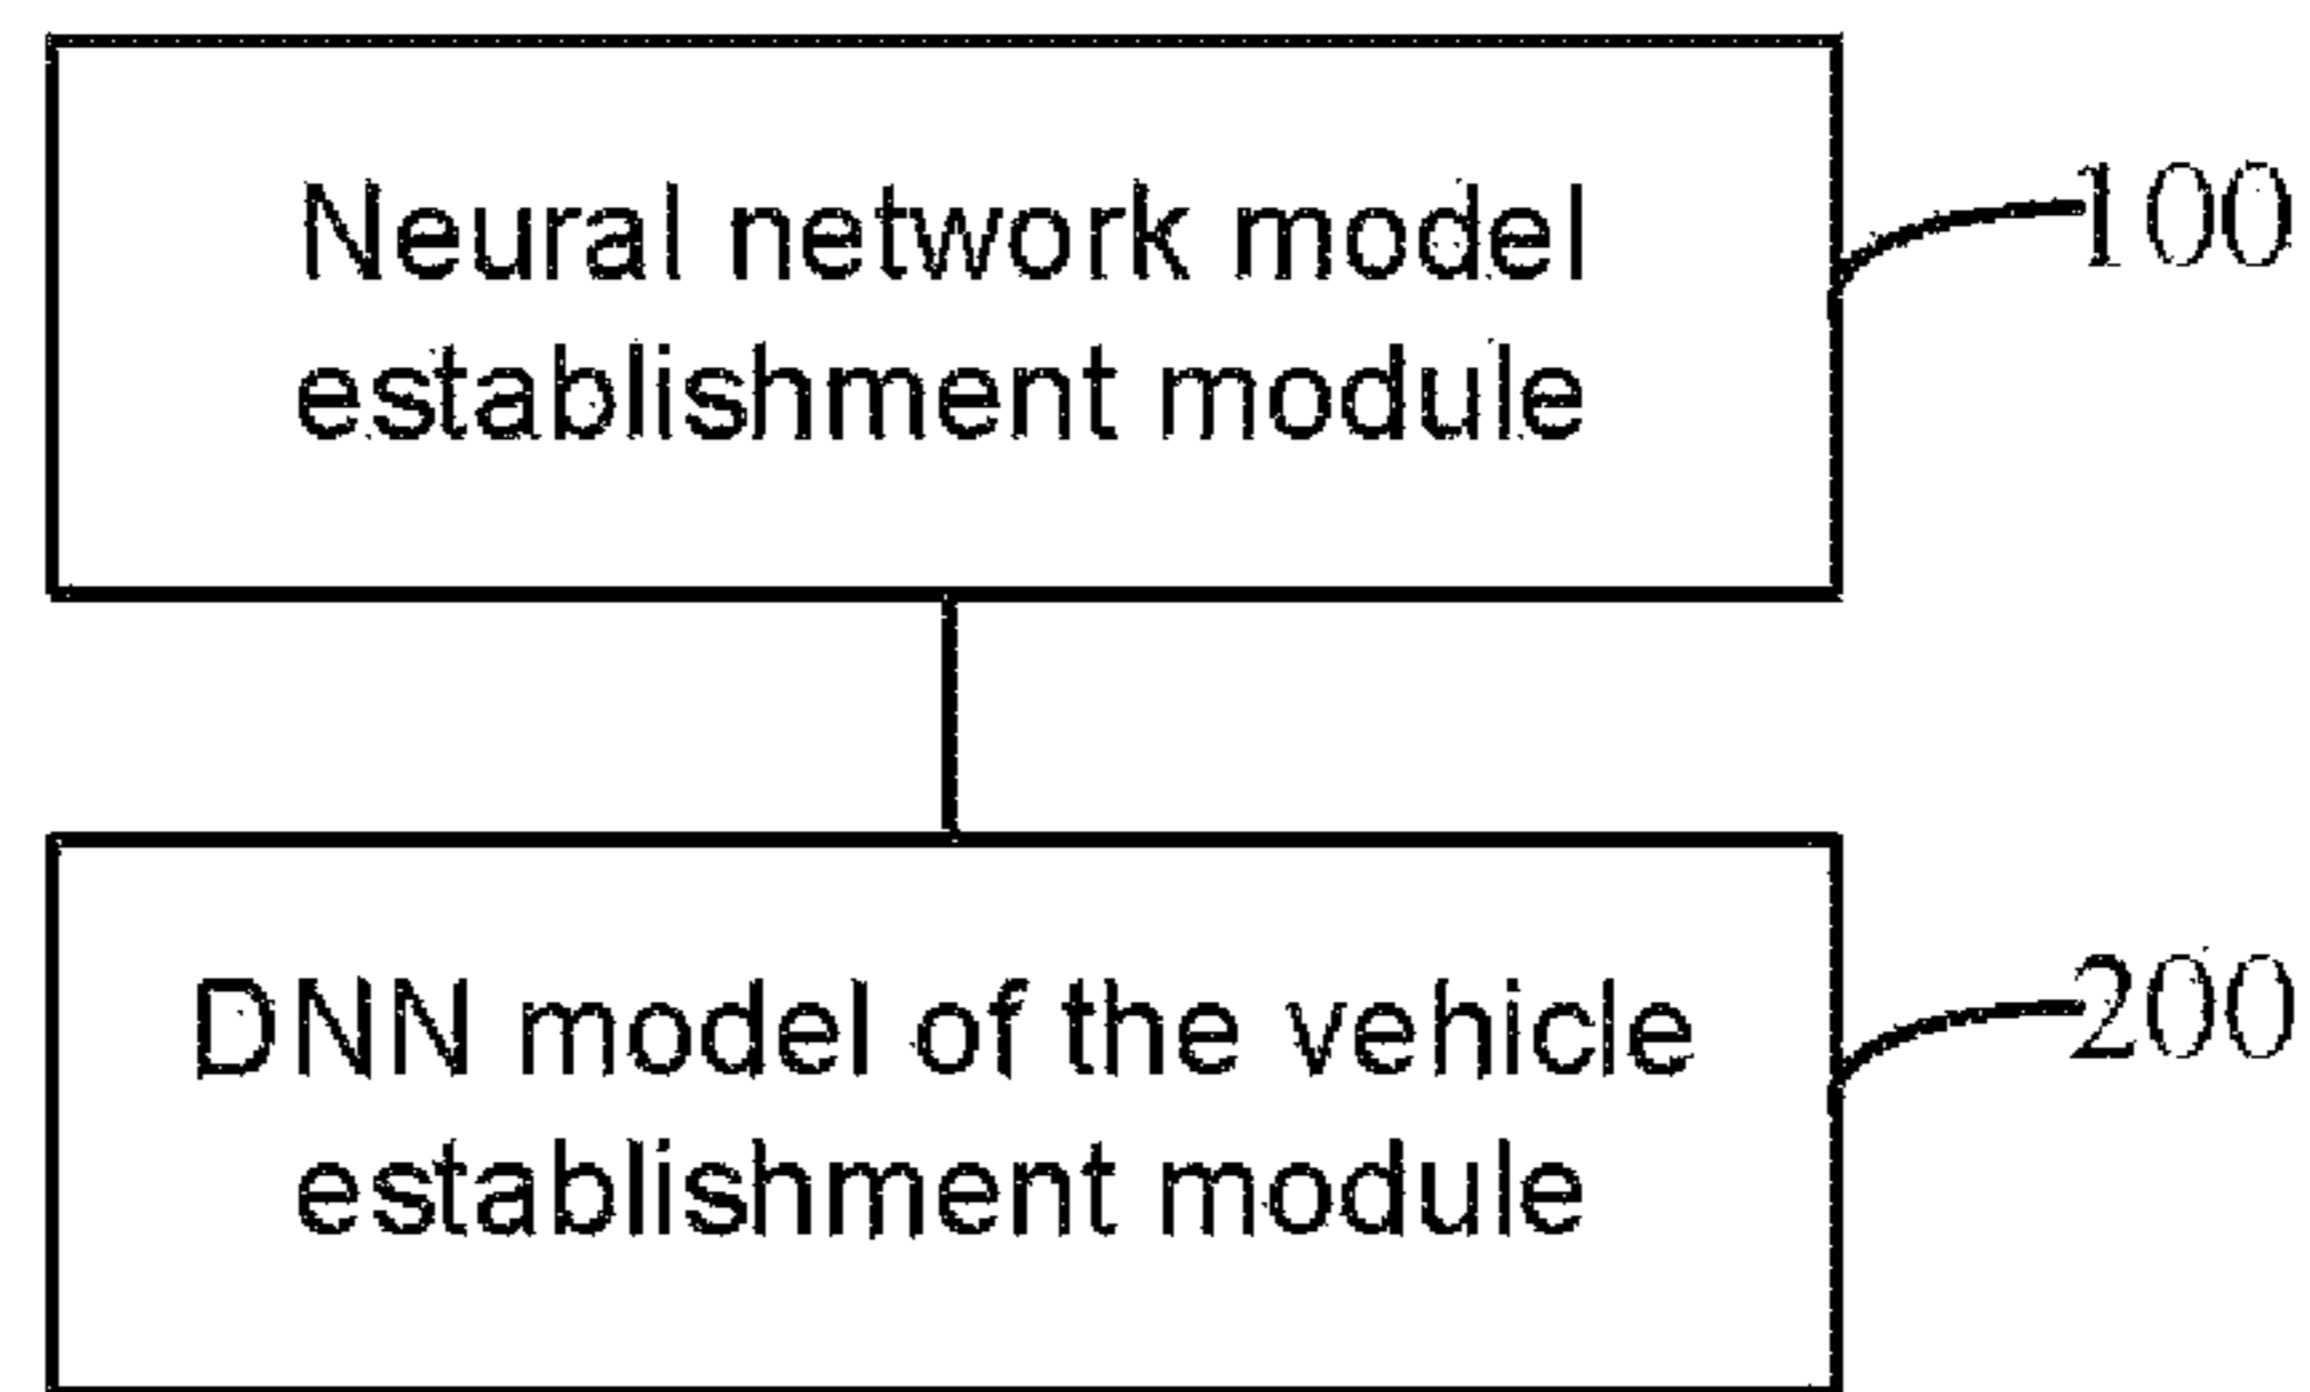 Neural network model
establishment module
100
DNN model of the vehicle
establishment module
200